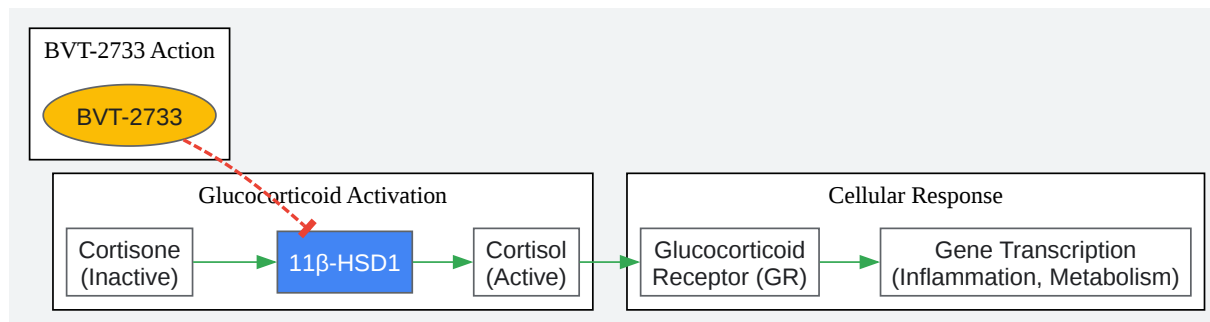 BVT-2733 Action
BVT-2733
Glucocorticoid Activation
Cortisone
(Inactive)
11β-HSD1
Cortisol
(Active)
Cellular Response
Glucocorticoid
Receptor (GR)
Gene Transcription
(Inflammation, Metabolism)